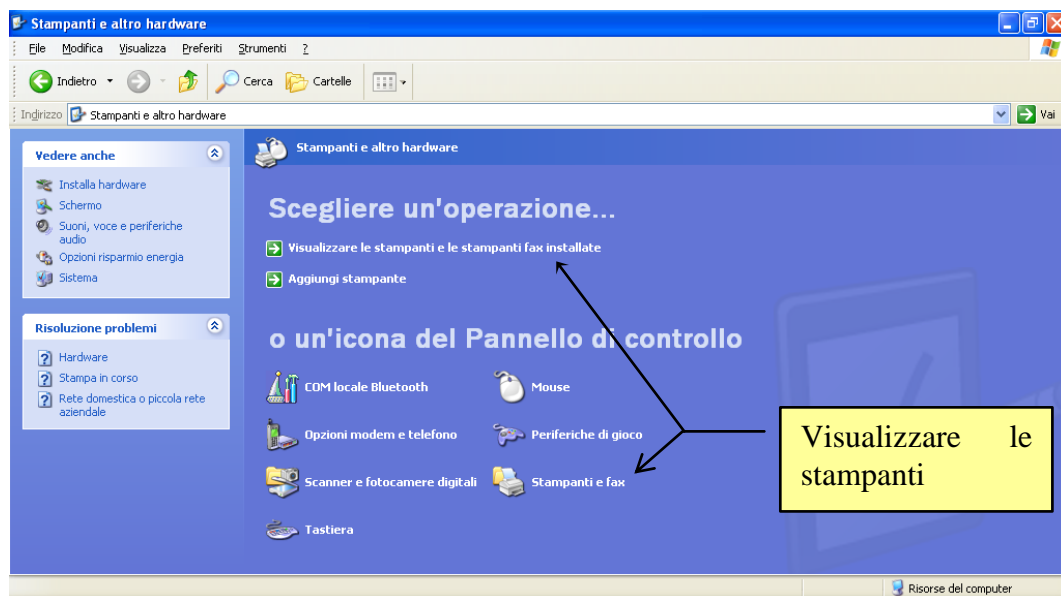 Stampanti e altro hardware
File Modifica Visualizza Preferiti Strumenti ?
Indietro Cerca Cartelle
Indirizzo Stampanti e altro hardware Vai
Vedere anche
Installa hardware
Schermo
Suoni, voce e periferiche
audio
Opzioni risparmio energia
Sistema
Risoluzione problemi
Hardware
Stampa in corso
Rete domestica o piccola rete
aziendale
Stampanti e altro hardware
Scegliere un'operazione...
Visualizzare le stampanti e le stampanti fax installate
Aggiungi stampante
o un'icona del Pannello di controllo
COM locale Bluetooth
Mouse
Opzioni modem e telefono
Periferiche di gioco
Scanner e fotocamere digitali
Stampanti e fax
Tastiera
Visualizzare le
stampanti
Risorse del computer